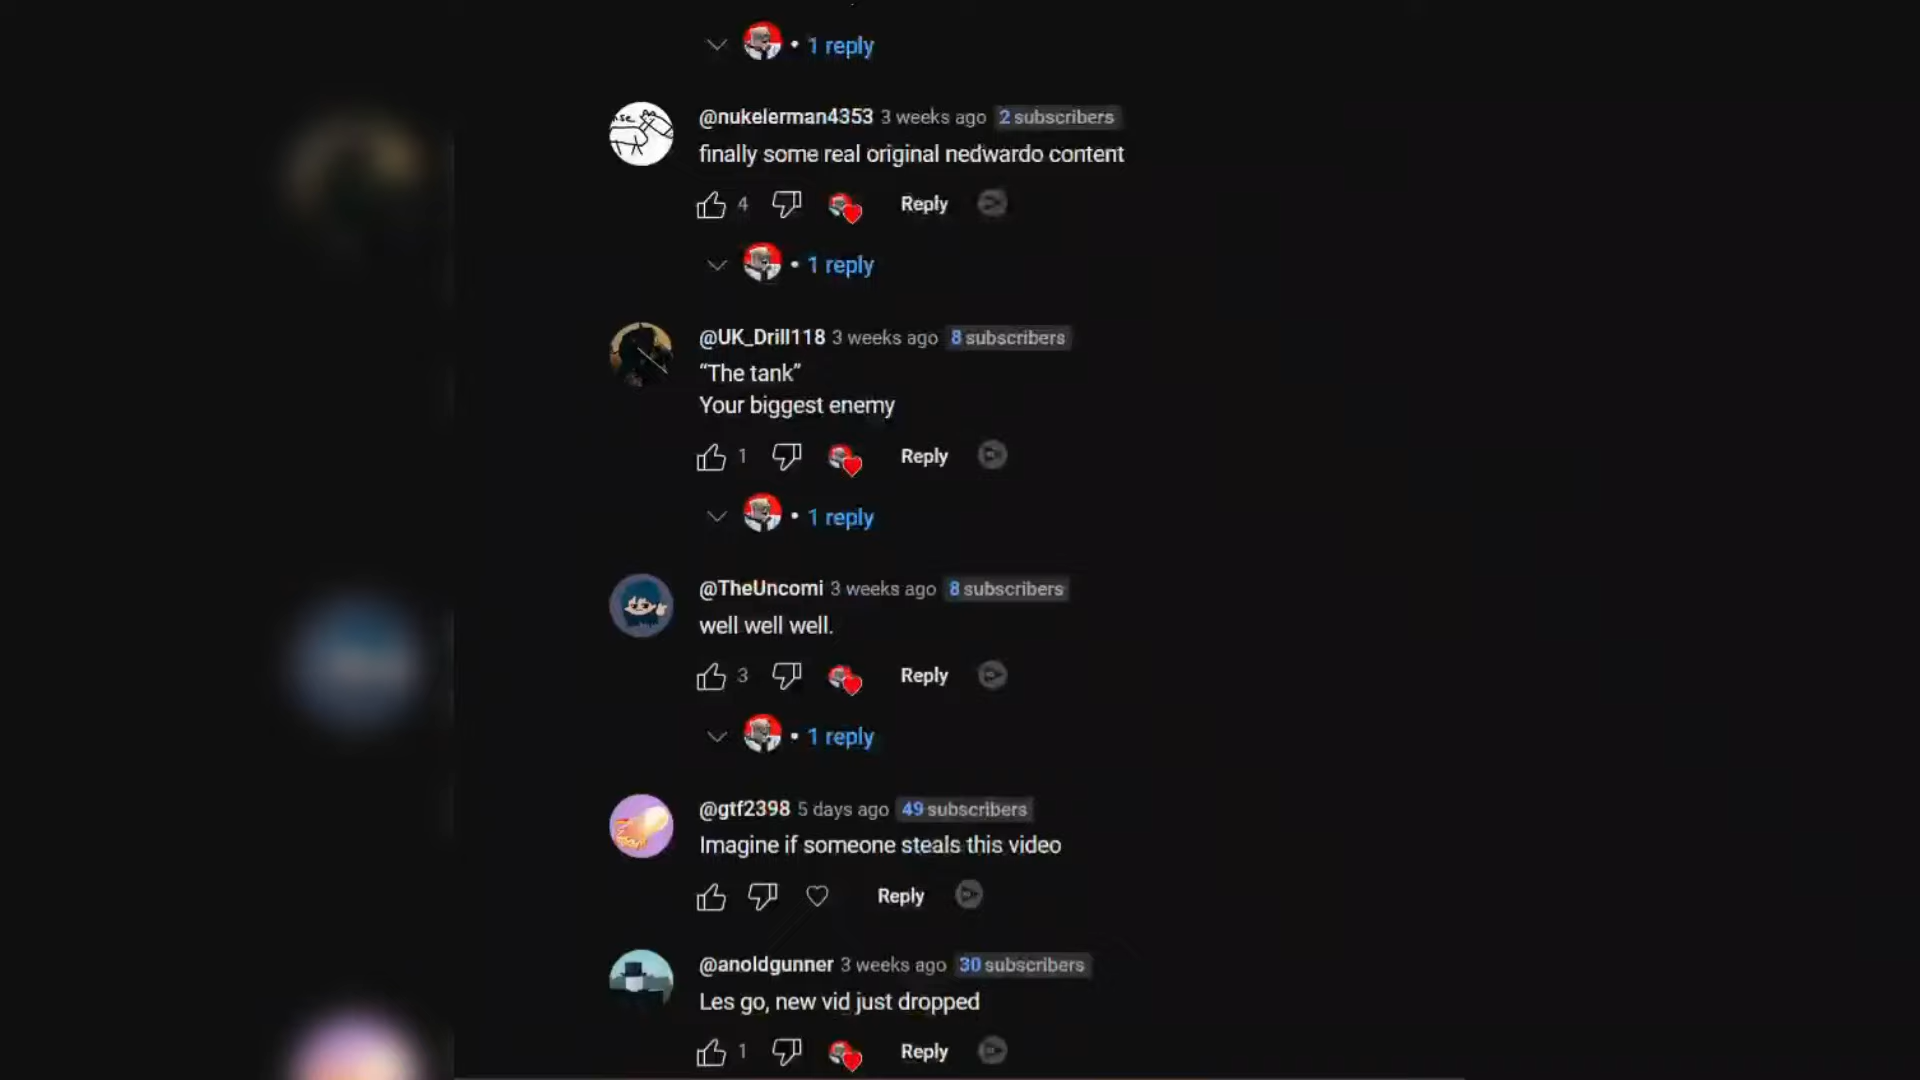 • 1 reply
@nukelerman4353 3 weeks ago 2 subscribers
finally some real original nedwardo content
4 Reply
• 1 reply
@UK_Drill118 3 weeks ago 8 subscribers
“The tank”
Your biggest enemy
1 Reply
• 1 reply
@TheUncomi 3 weeks ago 8 subscribers
well well well.
3 Reply
• 1 reply
@gtf2398 5 days ago 49 subscribers
Imagine if someone steals this video
Reply
@anoldgunner 3 weeks ago 30 subscribers
Les go, new vid just dropped
1 Reply